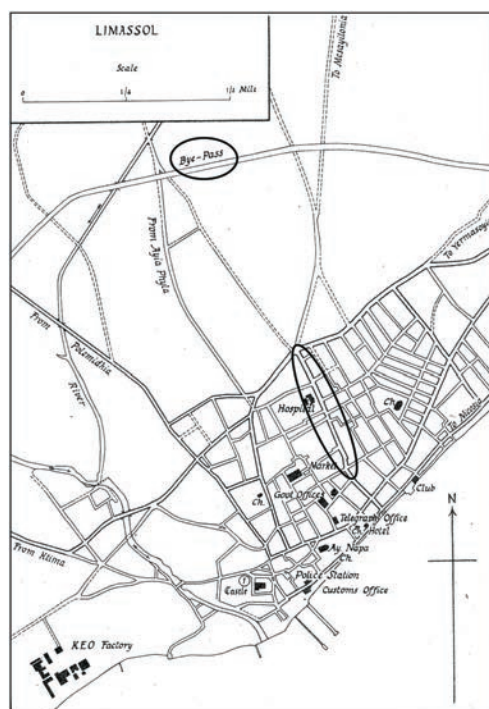 LIMASSOL
Scale
0 1/4 1/2 Mile
To Mesayitonia
Bye-Pass
From Ayia Phyla
To Yermasoyia
From Polemidhia
River
Hospital
Ch.
To Nicosia
Market
Club
Ch.
Govt Offices
Telegraph Office
Ch. Hotel
N
Ay. Napa
Ch.
From Ktima
Police Station
Castle
Customs Office
K.E.O Factory